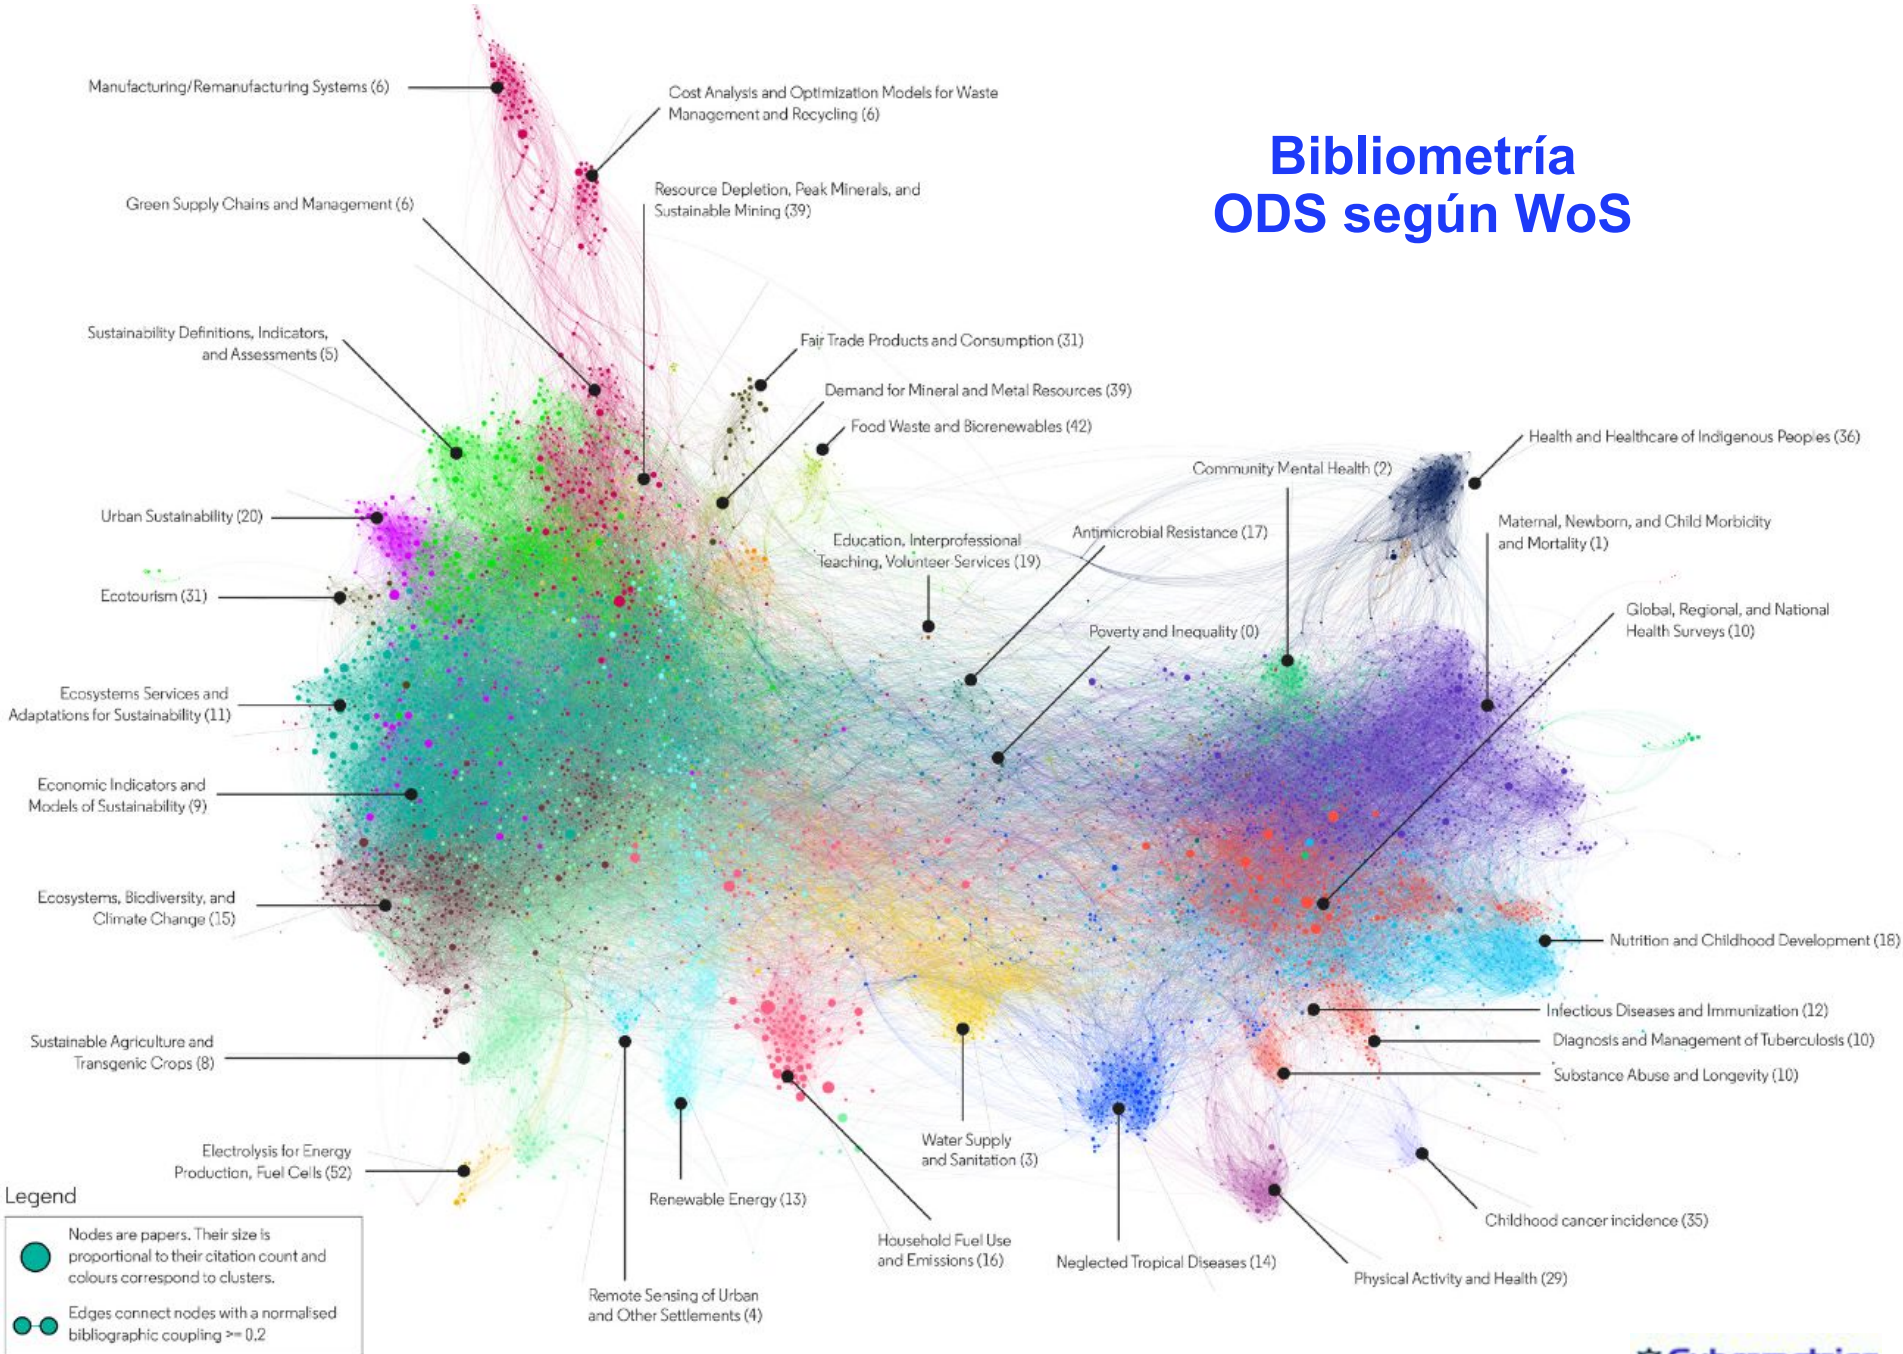 Bibliometría
ODS según WoS
Manufacturing/Remanufacturing Systems (6)
Cost Analysis and Optimization Models for Waste
Management and Recycling (6)
Green Supply Chains and Management (6)
Resource Depletion, Peak Minerals, and
Sustainable Mining (39)
Sustainability Definitions, Indicators,
and Assessments (5)
Fair Trade Products and Consumption (31)
Demand for Mineral and Metal Resources (39)
Food Waste and Biorenewables (42)
Health and Healthcare of Indigenous Peoples (36)
Community Mental Health (2)
Urban Sustainability (20)
Education, Interprofessional
Teaching, Volunteer Services (19)
Antimicrobial Resistance (17)
Maternal, Newborn, and Child Morbidity
and Mortality (1)
Ecotourism (31)
Poverty and Inequality (0)
Global, Regional, and National
Health Surveys (10)
Ecosystems Services and
Adaptations for Sustainability (11)
Economic Indicators and
Models of Sustainability (9)
Ecosystems, Biodiversity, and
Climate Change (15)
Nutrition and Childhood Development (18)
Infectious Diseases and Immunization (12)
Diagnosis and Management of Tuberculosis (10)
Substance Abuse and Longevity (10)
Sustainable Agriculture and
Transgenic Crops (8)
Electrolysis for Energy
Production, Fuel Cells (52)
Water Supply
and Sanitation (3)
Renewable Energy (13)
Household Fuel Use
and Emissions (16)
Neglected Tropical Diseases (14)
Childhood cancer incidence (35)
Physical Activity and Health (29)
Remote Sensing of Urban
and Other Settlements (4)
Legend
Nodes are papers. Their size is
proportional to their citation count and
colours correspond to clusters.
Edges connect nodes with a normalised
bibliographic coupling >= 0.2